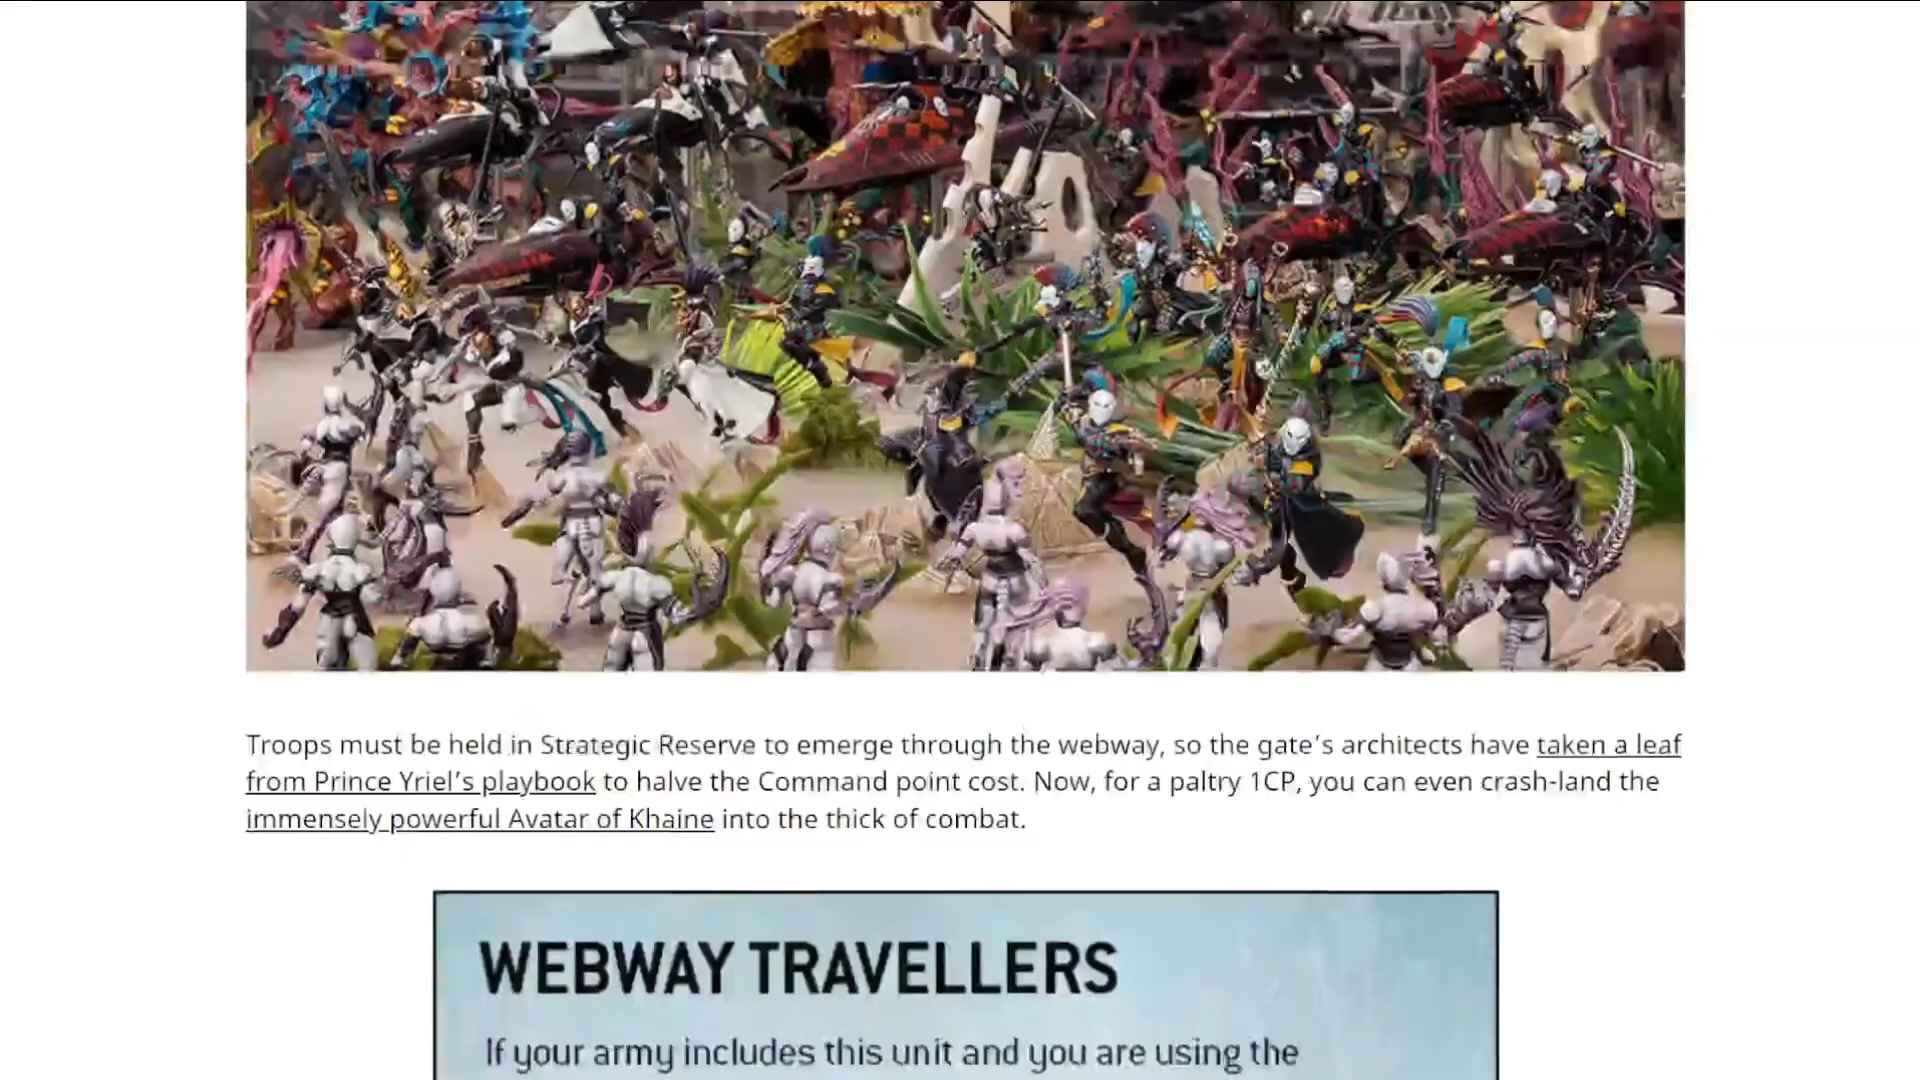 Troops must be held in Strategic Reserve to emerge through the webway, so the gate's architects have taken a leaf
from Prince Yriel's playbook to halve the Command point cost. Now, for a paltry 1CP, you can even crash-land the
immensely powerful Avatar of Khaine into the thick of combat.
WEBWAY TRAVELLERS
If your army includes this unit and you are using the